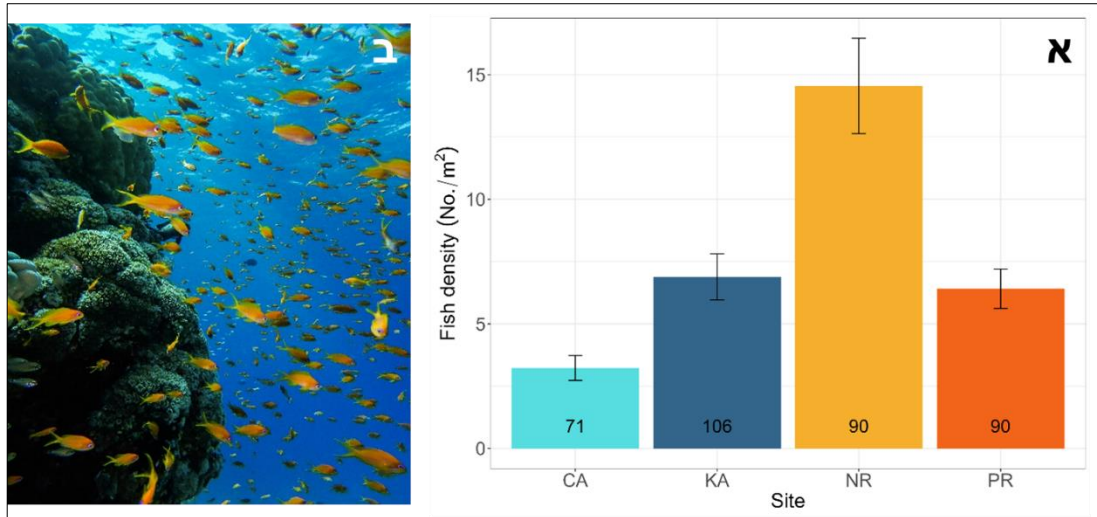 ב
א
Fish density (No./m²)
15
10
5
0
71
106
90
90
CA
KA
NR
PR
Site